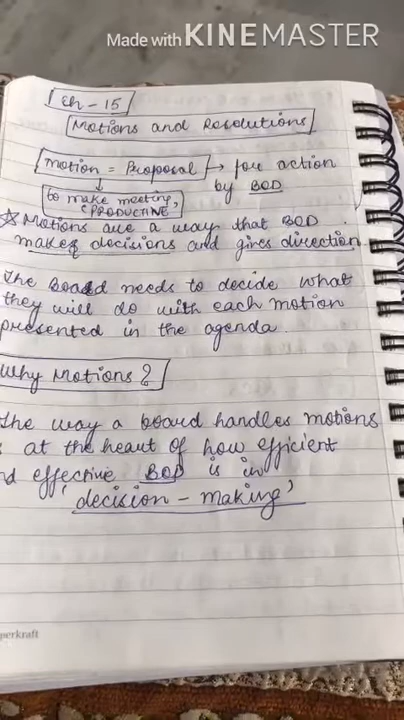 Made with KINEMASTER
Ch - 15
Motions and Resolutions
Motion = Proposal → for action
by BOD
to make meeting
PRODUCTIVE
☆ Motions are a way that BOD
makes decisions and gives direction
The board needs to decide what
they will do with each motion
presented in the agenda.
Why Motions?
The way a board handles motions
at the heart of how efficient
effective BOD is in
'decision - making'
perkraft